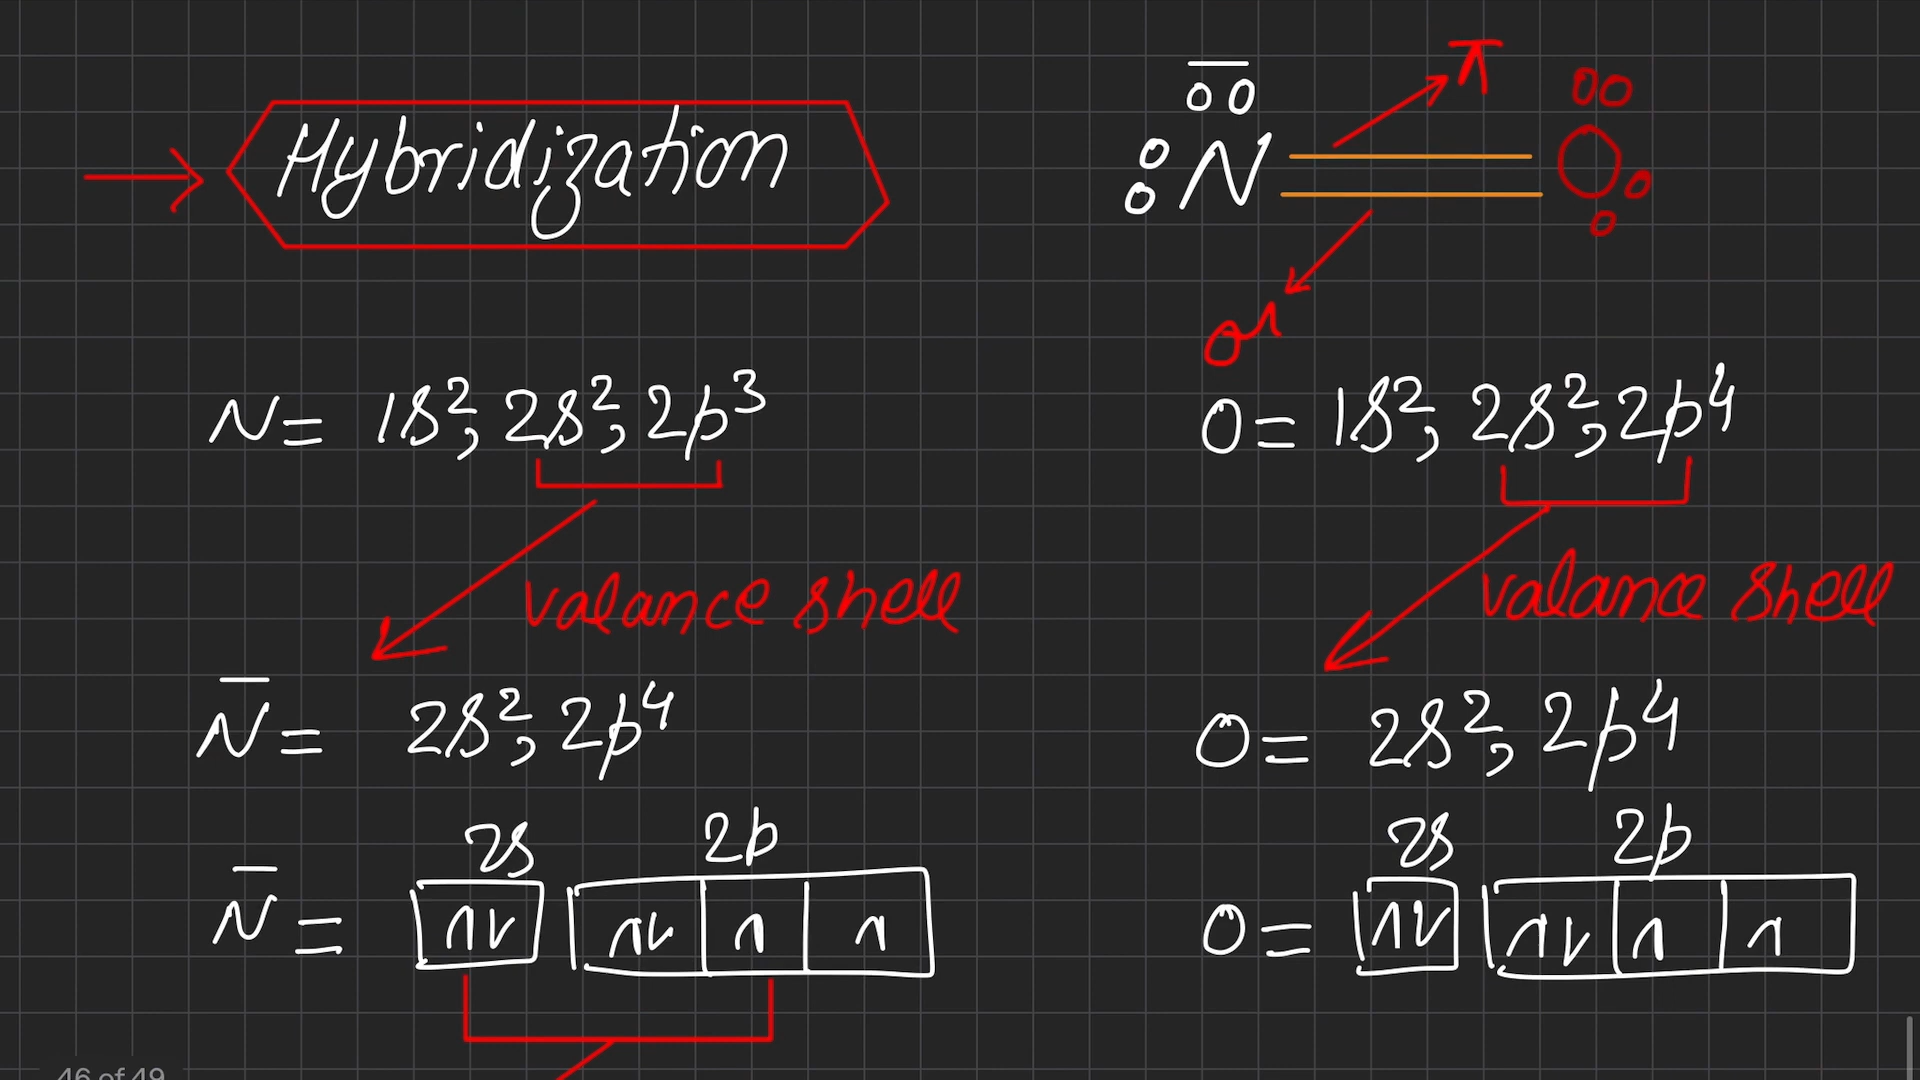 Hybridization
N
π
O
σ
N = 1s², 2s², 2p³
O = 1s², 2s², 2p⁴
valance shell
valance shell
N̅ = 2s², 2p⁴
O = 2s², 2p⁴
2s 2p
2s 2p
N̅ =
O =
46 of 49